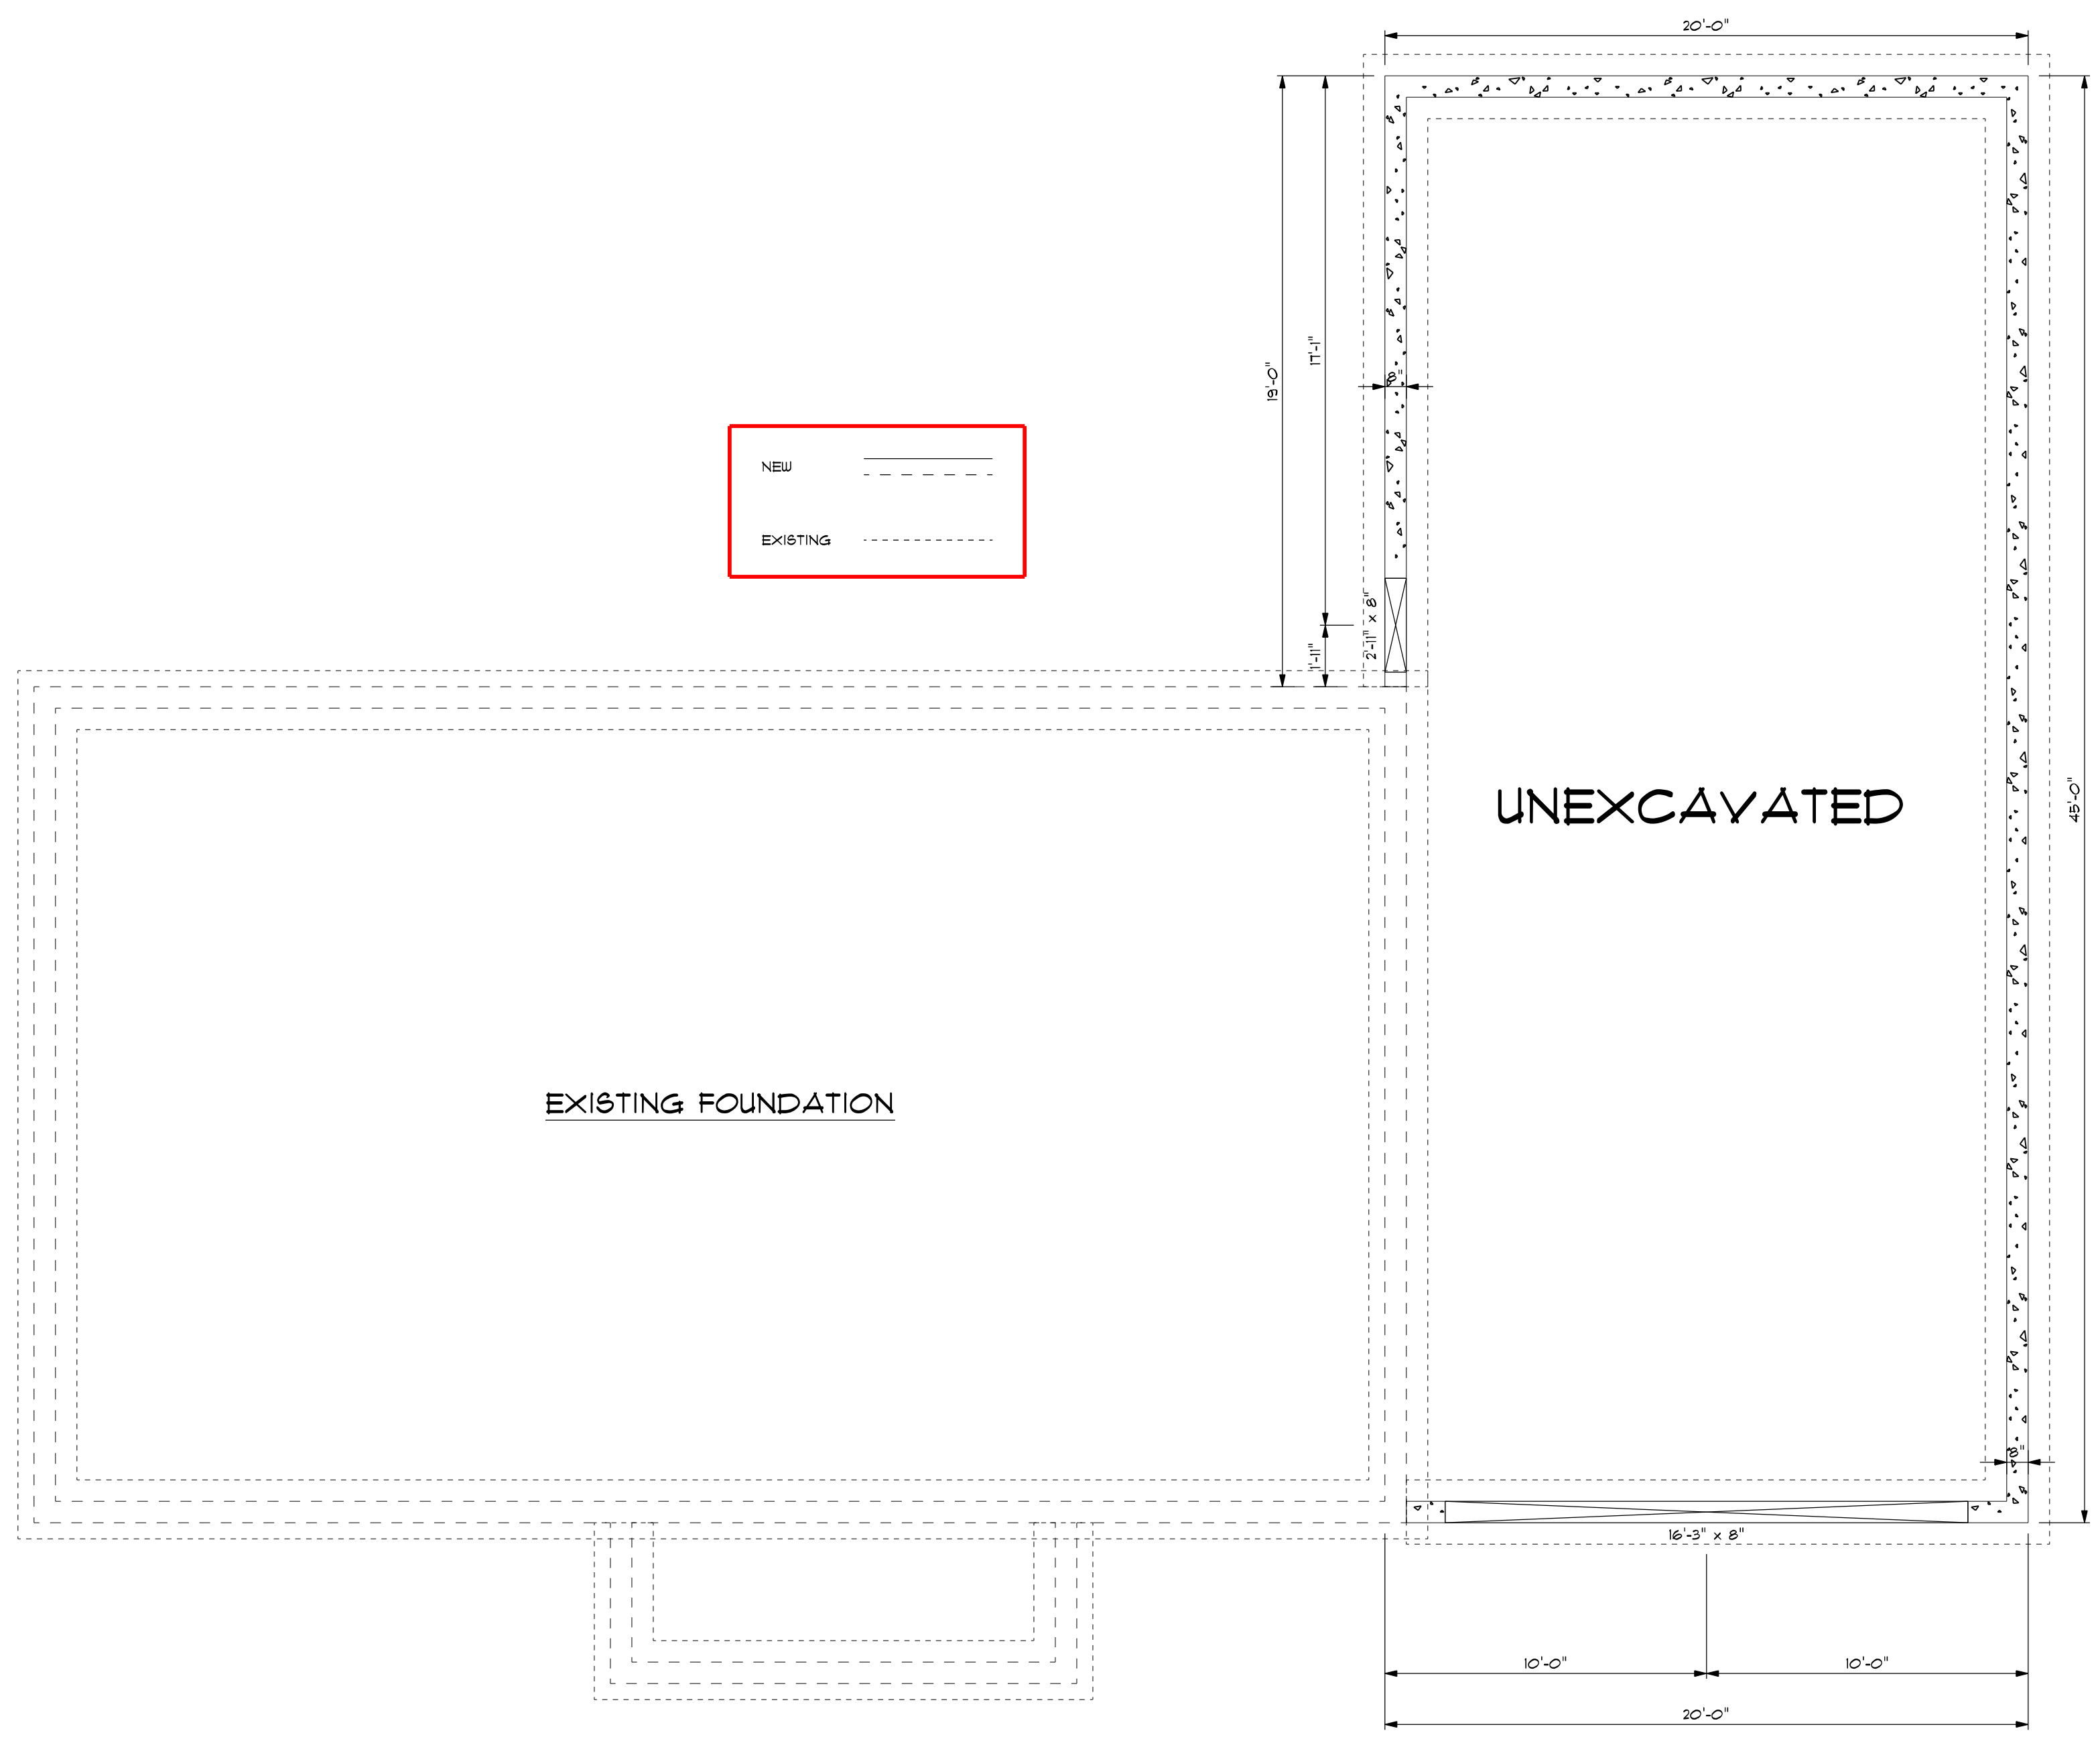 20'-0"
19'-0"
17'-1"
8"
NEW
EXISTING
2'-11" x 8"
1'-11"
UNEXCAVATED
45'-0"
EXISTING FOUNDATION
8"
16'-3" x 8"
10'-0"
10'-0"
20'-0"